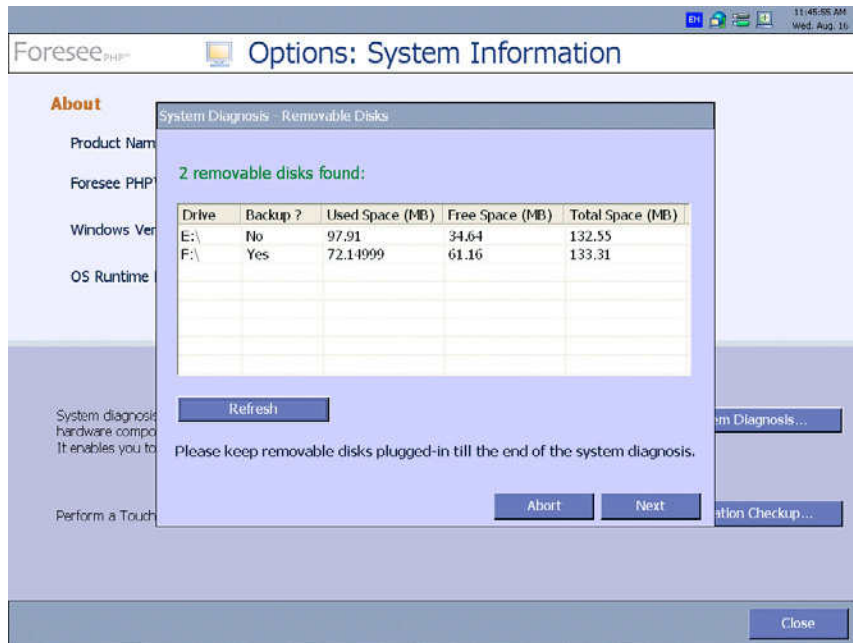 EN
11:45:55 AM
Wed. Aug. 16
Foresee PHP™
Options: System Information
About
System Diagnosis - Removable Disks
Product Nam
2 removable disks found:
Foresee PHP
Drive Backup ? Used Space (MB) Free Space (MB) Total Space (MB)
Windows Ver
E:\ No 97.91 34.64 132.55
F:\ Yes 72.14999 61.16 133.31
OS Runtime
Refresh
System diagnosis
hardware compo
It enables you to
em Diagnosis...
Please keep removable disks plugged-in till the end of the system diagnosis.
Abort Next
Perform a Touch
ation Checkup...
Close